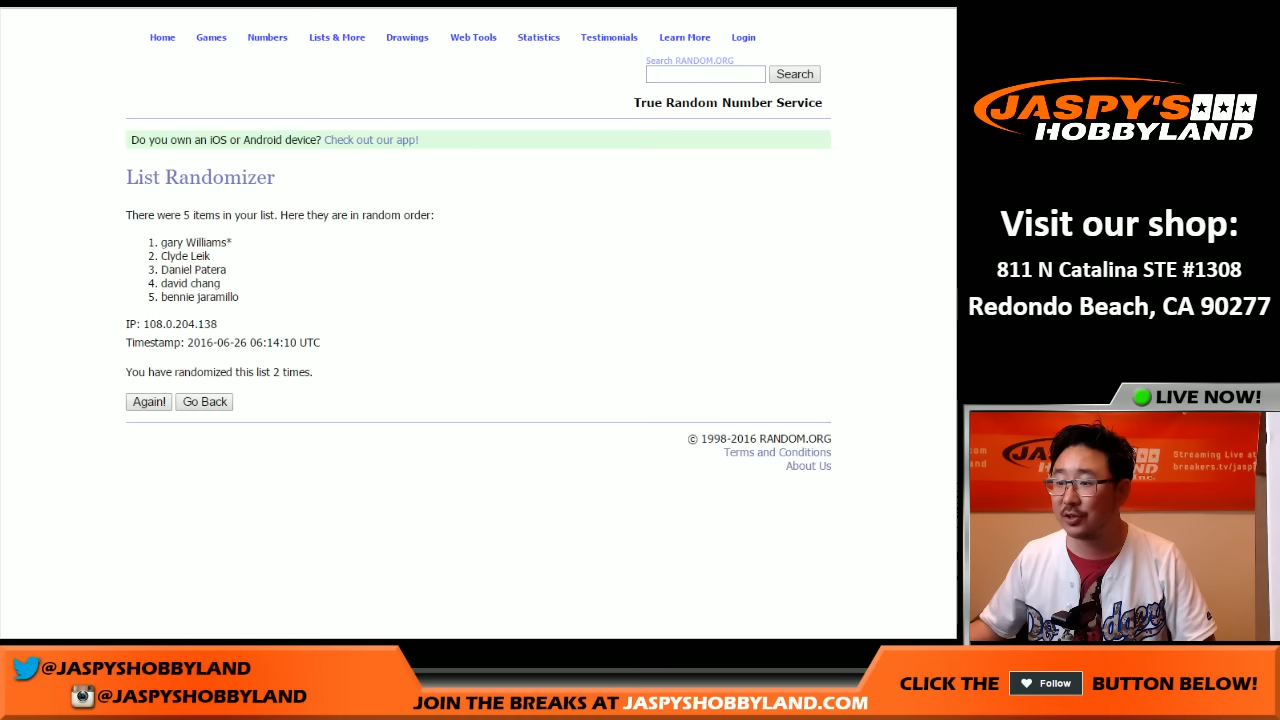 Home Games Numbers Lists & More Drawings Web Tools Statistics Testimonials Learn More Login
Search RANDOM.ORG
Search
True Random Number Service
Do you own an iOS or Android device? Check out our app!
List Randomizer
There were 5 items in your list. Here they are in random order:
1. gary Williams*
2. Clyde Leik
3. Daniel Patera
4. david chang
5. bennie jaramillo
IP: 108.0.204.138
Timestamp: 2016-06-26 06:14:10 UTC
You have randomized this list 2 times.
Again! Go Back
© 1998-2016 RANDOM.ORG
Terms and Conditions
About Us
JASPY'S
HOBBYLAND
Visit our shop:
811 N Catalina STE #1308
Redondo Beach, CA 90277
LIVE NOW!
Streaming Live at
breakers.tv/jasp
@JASPYSHOBBYLAND
@JASPYSHOBBYLAND
JOIN THE BREAKS AT JASPYSHOBBYLAND.COM
CLICK THE Follow BUTTON BELOW!